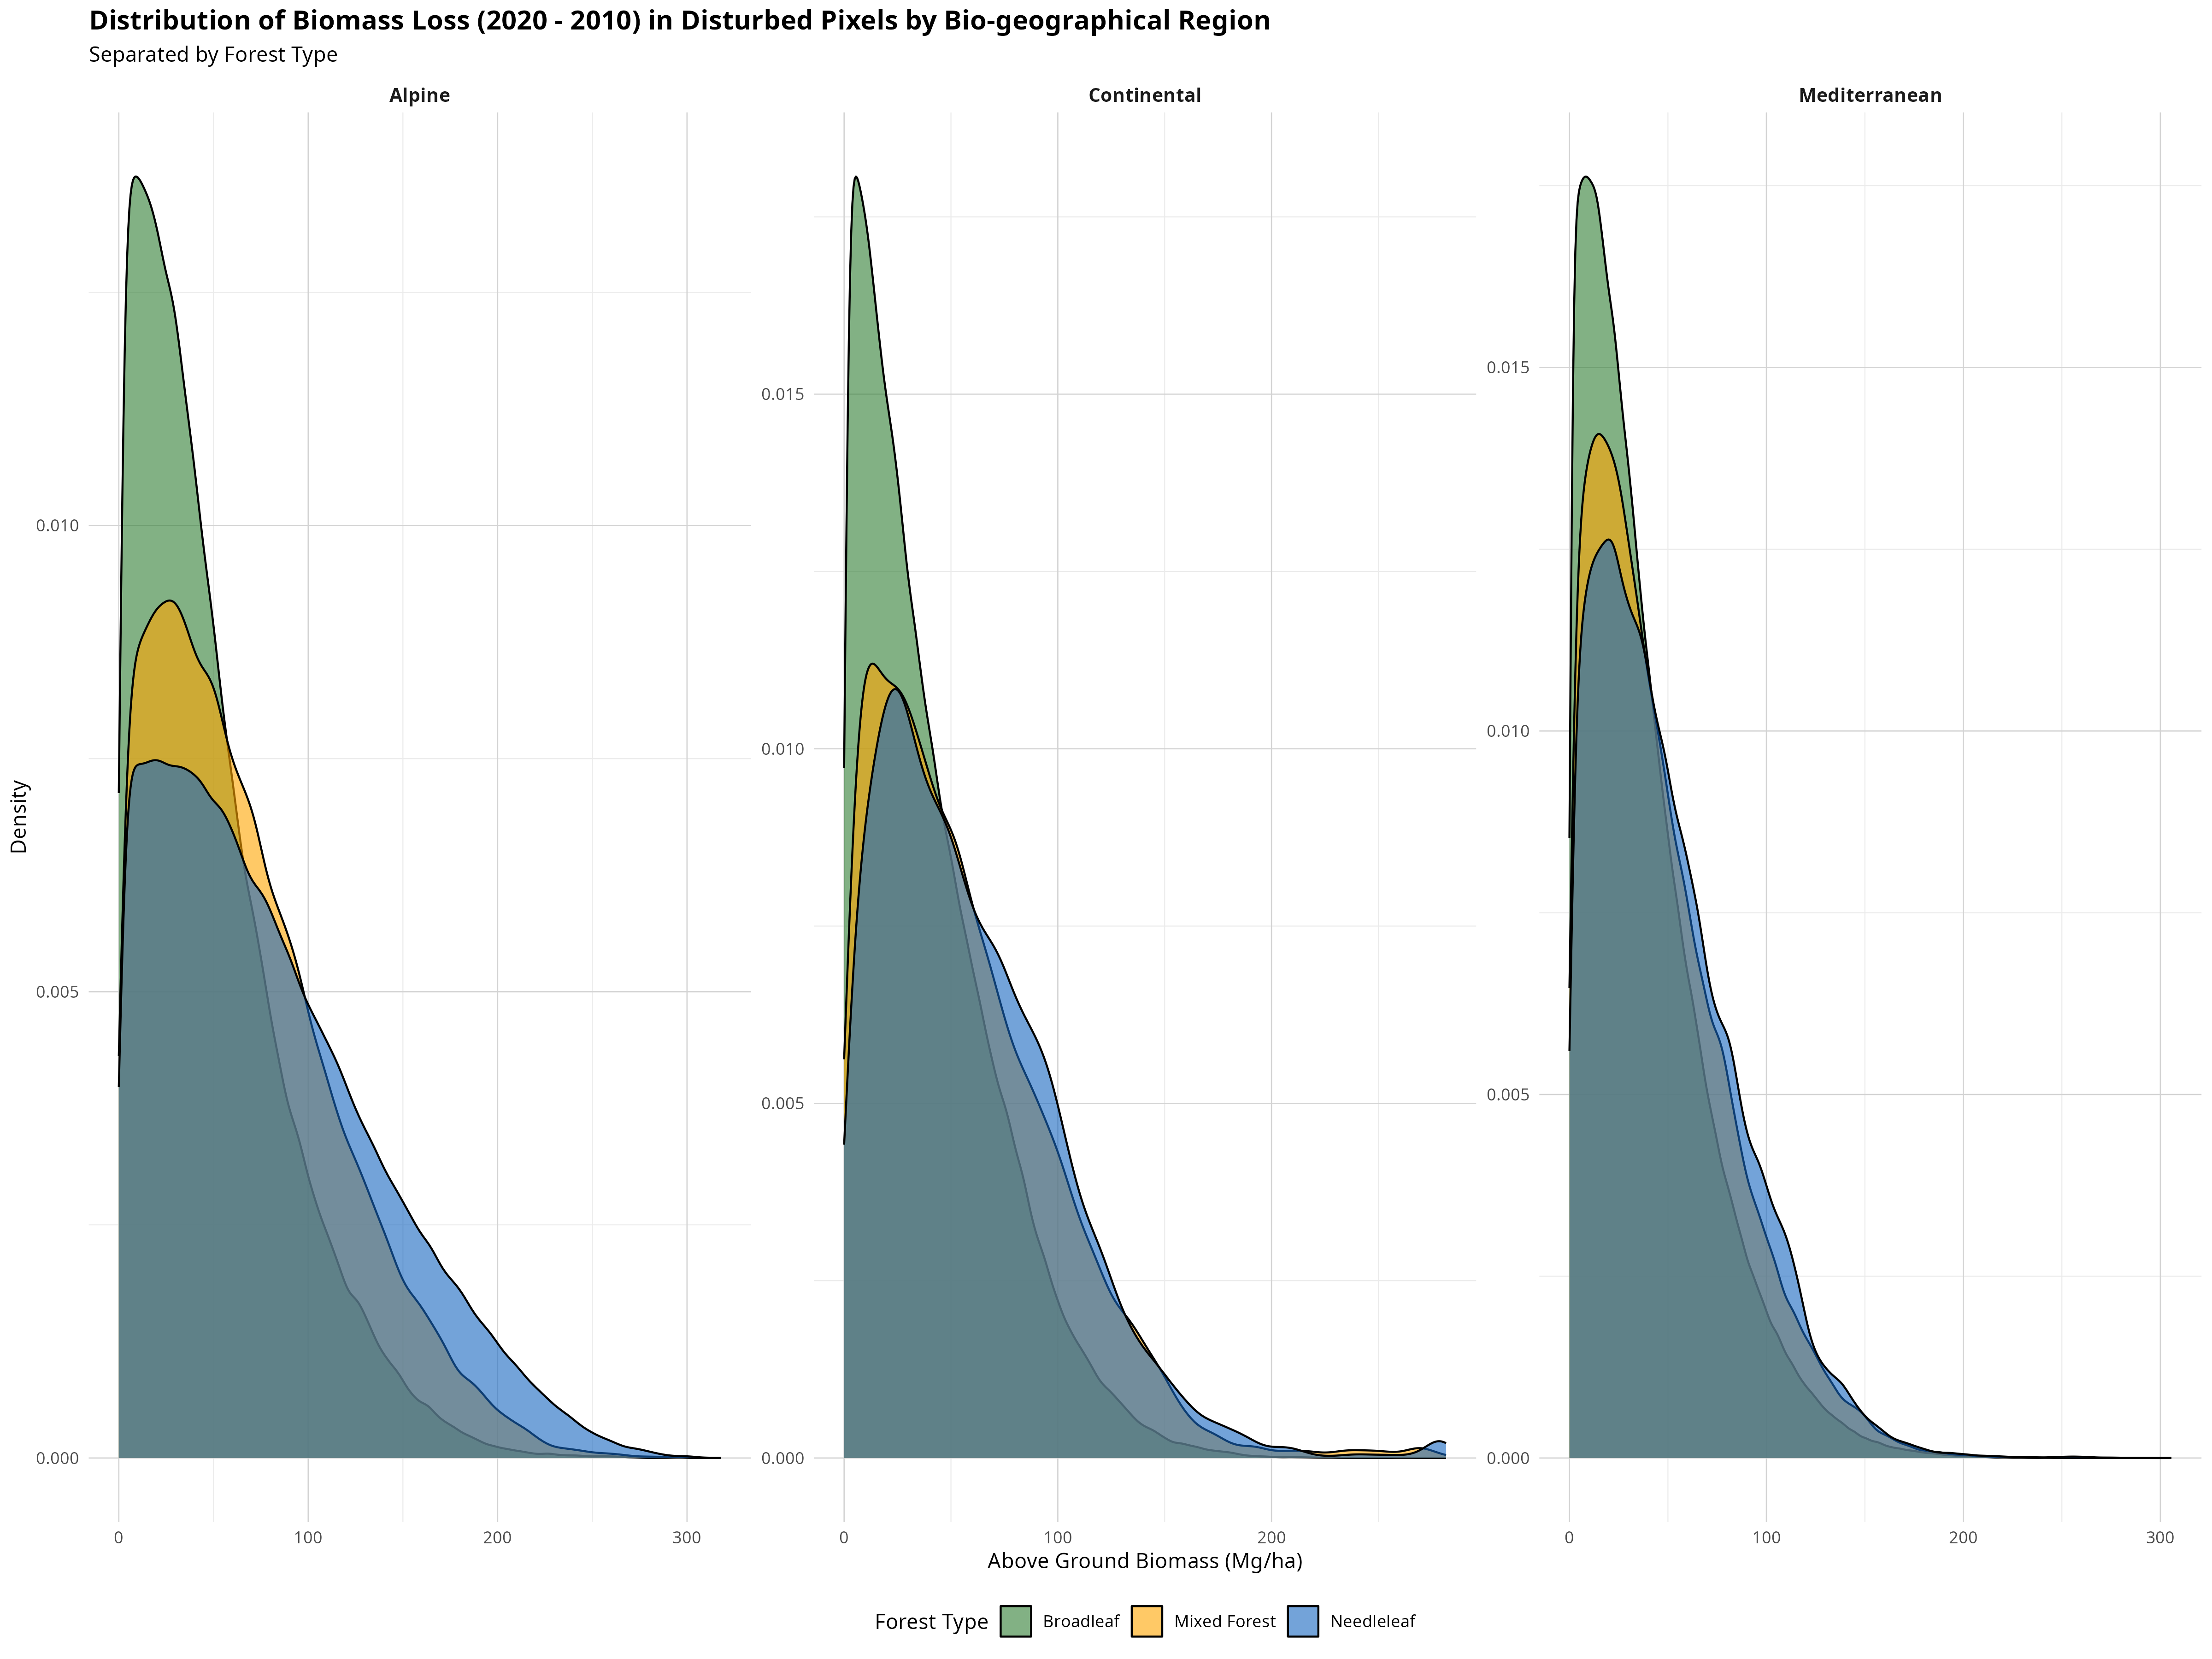 Distribution of Biomass Loss (2020 - 2010) in Disturbed Pixels by Bio-geographical Region
Separated by Forest Type
Alpine
Continental
Mediterranean
Density
0.010
0.005
0.000
0.015
0.010
0.005
0.000
0.015
0.010
0.005
0.000
0 100 200 300
0 100 200
0 100 200 300
Above Ground Biomass (Mg/ha)
Forest Type Broadleaf Mixed Forest Needleleaf